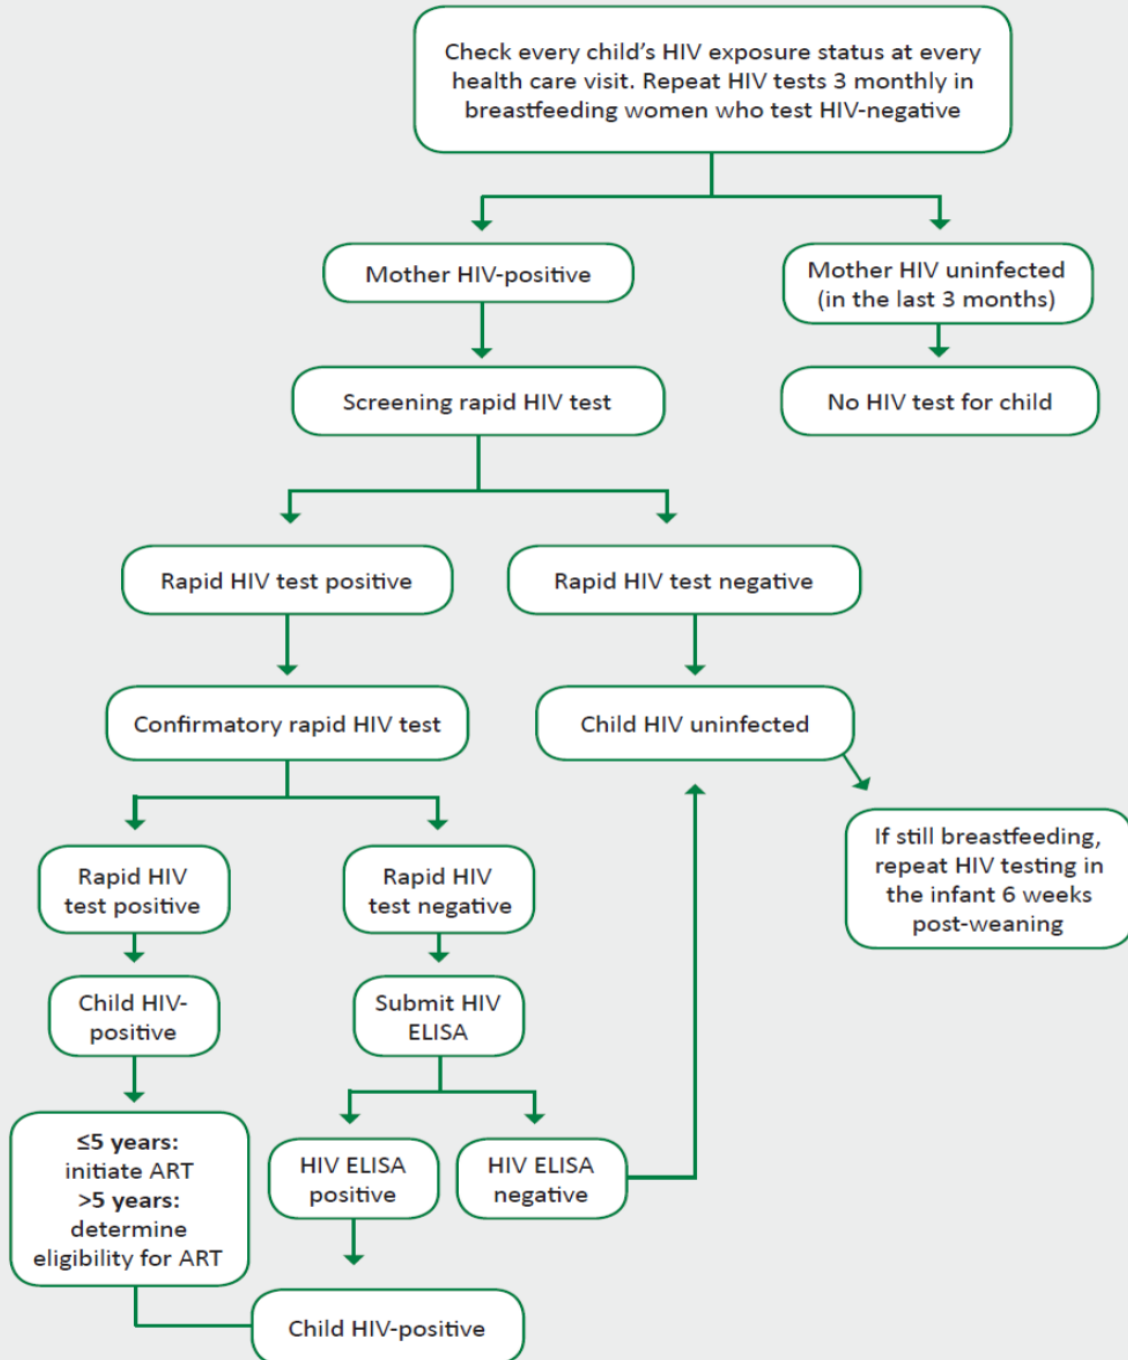 Check every child’s HIV exposure status at every
health care visit. Repeat HIV tests 3 monthly in
breastfeeding women who test HIV-negative
Mother HIV-positive
Mother HIV uninfected
(in the last 3 months)
Screening rapid HIV test
No HIV test for child
Rapid HIV test positive
Rapid HIV test negative
Confirmatory rapid HIV test
Child HIV uninfected
If still breastfeeding,
repeat HIV testing in
the infant 6 weeks
post-weaning
Rapid HIV
test positive
Rapid HIV
test negative
Child HIV-
positive
Submit HIV
ELISA
≤5 years:
initiate ART
>5 years:
determine
eligibility for ART
HIV ELISA
positive
HIV ELISA
negative
Child HIV-positive